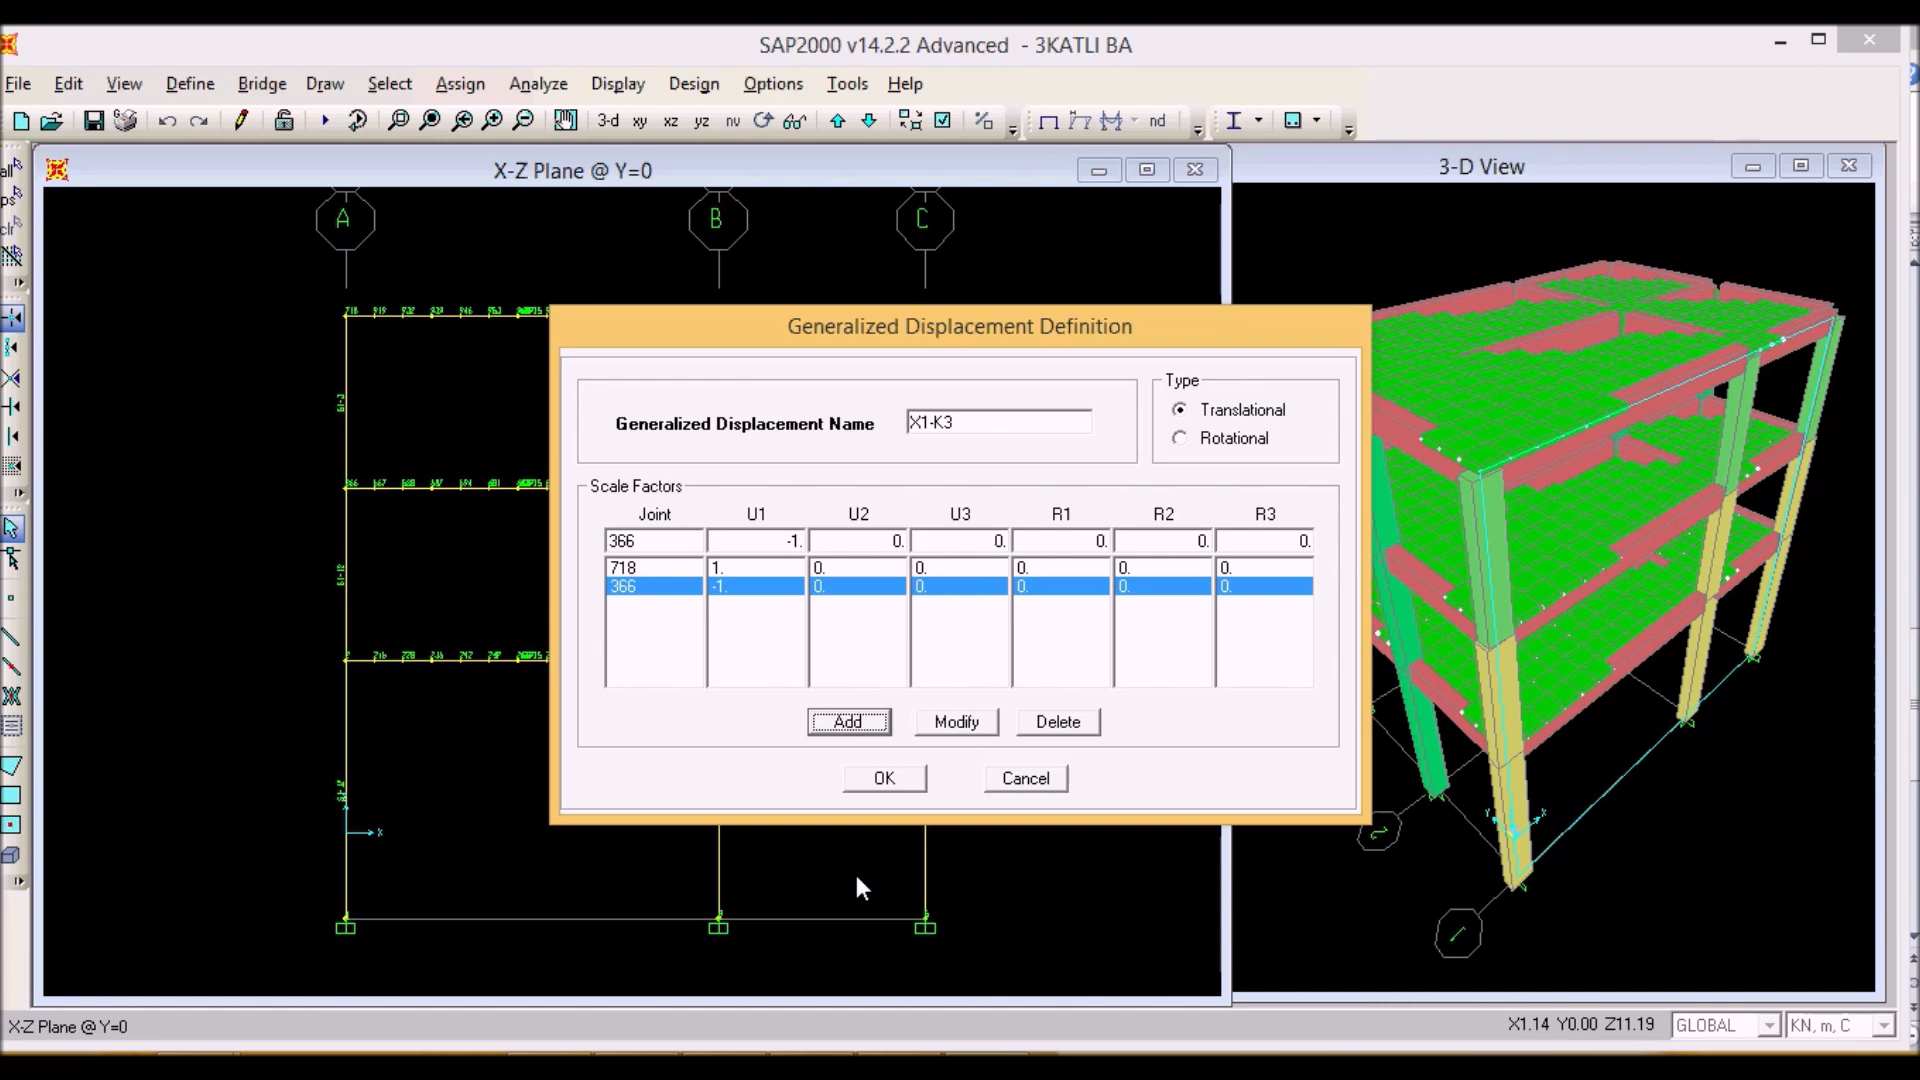 SAP2000 v14.2.2 Advanced - 3KATLI BA
File Edit View Define Bridge Draw Select Assign Analyze Display Design Options Tools Help
3-d xy xz yz nv nd
all
ps
clr
X-Z Plane @ Y=0
3-D View
A B C
Generalized Displacement Definition
Generalized Displacement Name X1-K3
Type
Translational
Rotational
Scale Factors
Joint U1 U2 U3 R1 R2 R3
366 -1. 0. 0. 0. 0. 0.
718 1. 0. 0. 0. 0. 0.
366 -1. 0. 0. 0. 0. 0.
Add Modify Delete
OK Cancel
718
X
X-Z Plane @ Y=0
X1.14 Y0.00 Z11.19 GLOBAL KN, m, C